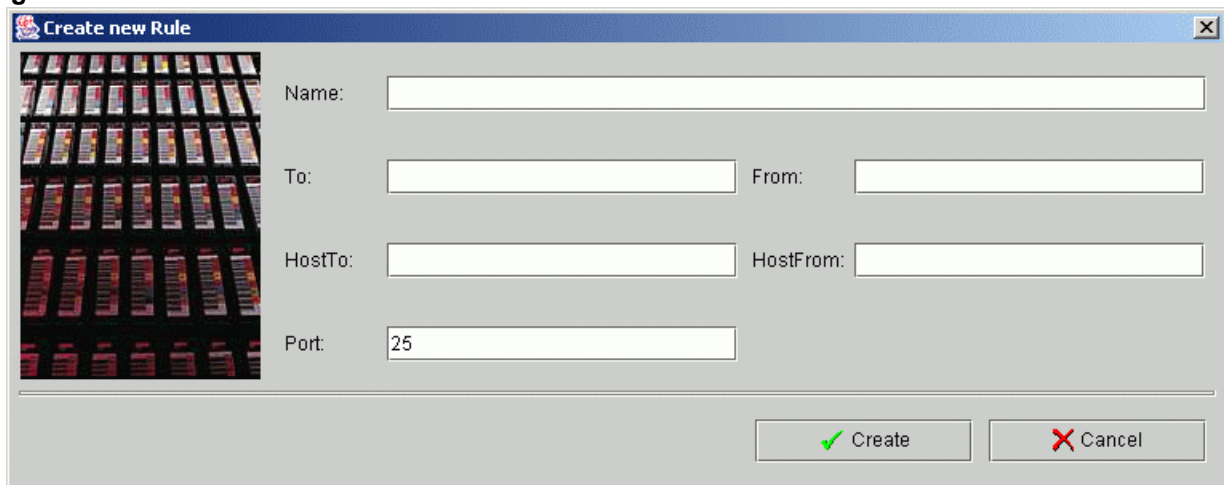 Create new Rule
Name:
To: From:
HostTo: HostFrom:
Port: 25
Create Cancel